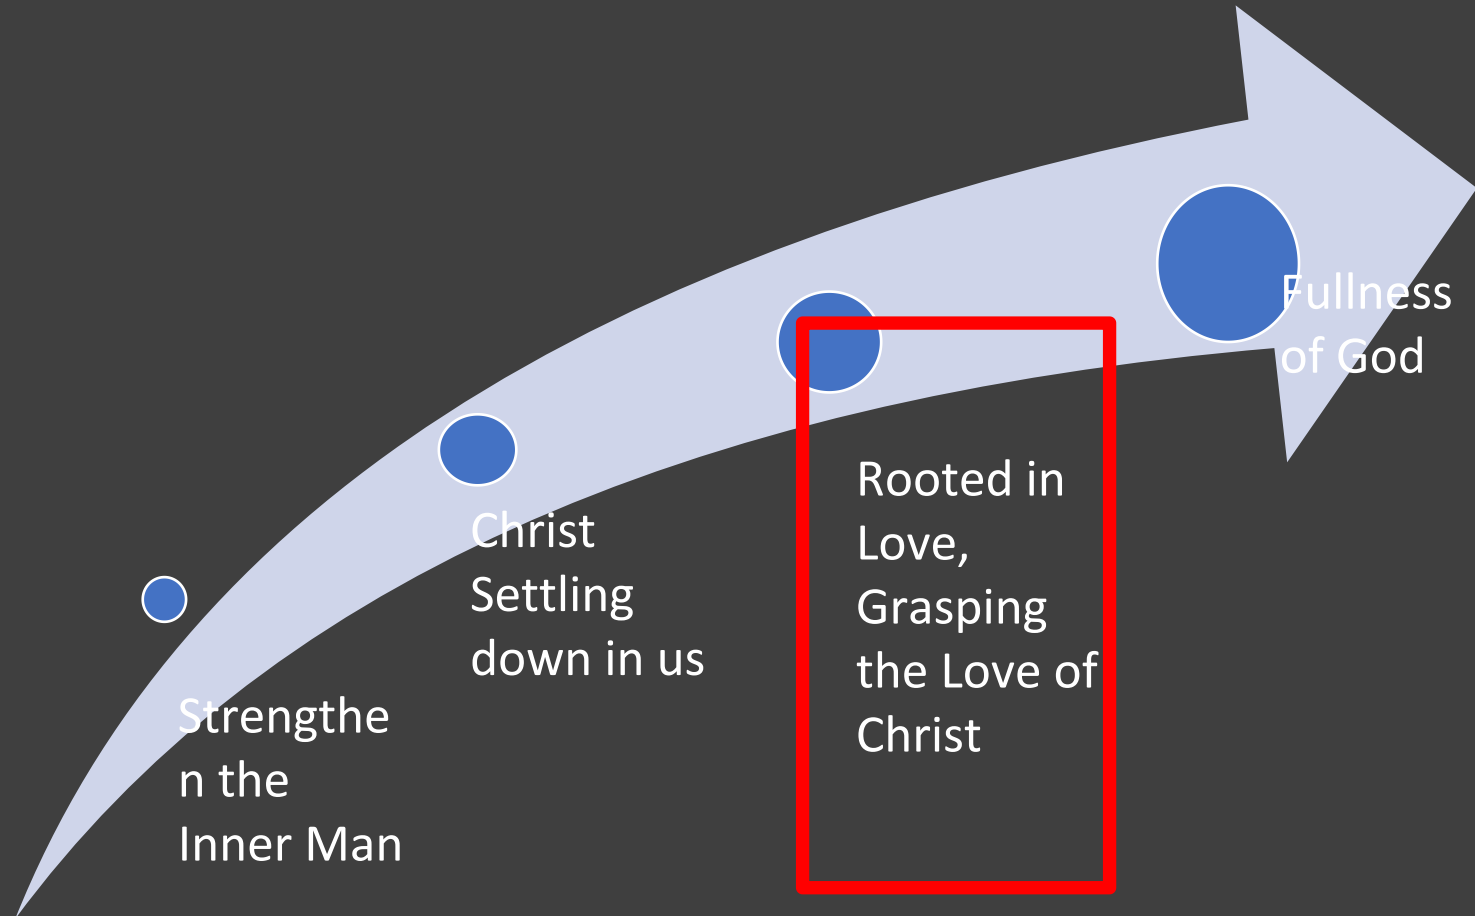 Strengthe
n the
Inner Man
Christ
Settling
down in us
Rooted in
Love,
Grasping
the Love of
Christ
Fullness
of God